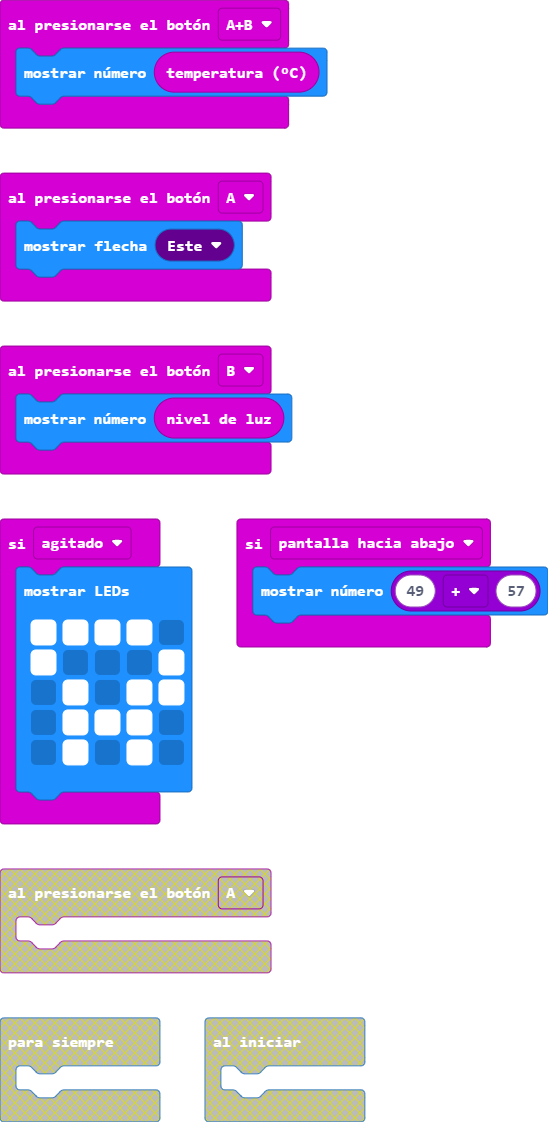 al presionarse el botón A+B
mostrar número temperatura (ºC)
al presionarse el botón A
mostrar flecha Este
al presionarse el botón B
mostrar número nivel de luz
si agitado
mostrar LEDs
si pantalla hacia abajo
mostrar número 49 + 57
al presionarse el botón A
para siempre
al iniciar